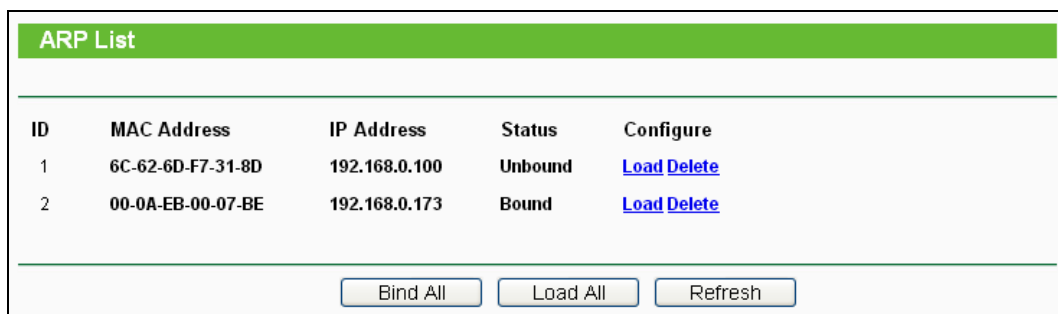 ARP List
ID MAC Address IP Address Status Configure
1 6C-62-6D-F7-31-8D 192.168.0.100 Unbound Load Delete
2 00-0A-EB-00-07-BE 192.168.0.173 Bound Load Delete
Bind All Load All Refresh